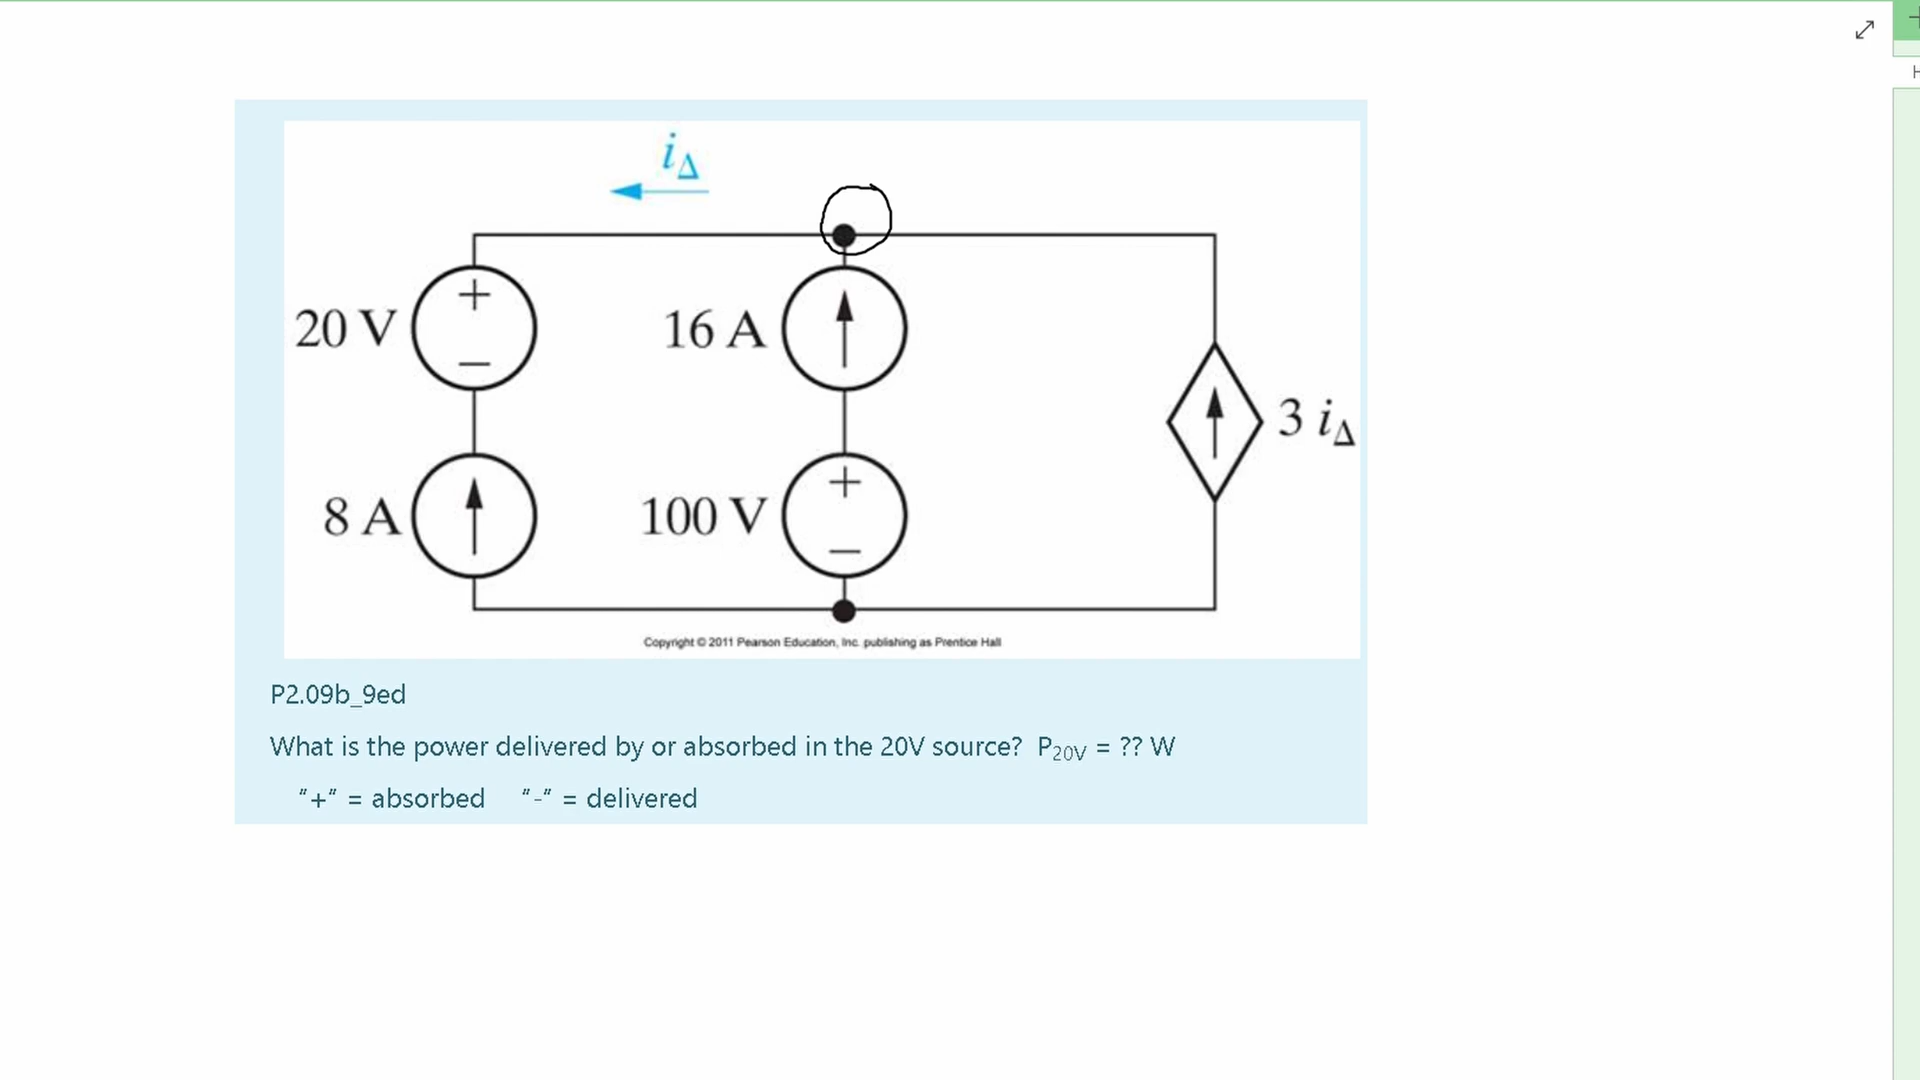 iΔ
20 V
+
−
16 A
3 iΔ
8 A
100 V
+
−
Copyright © 2011 Pearson Education, Inc. publishing as Prentice Hall
P2.09b_9ed
What is the power delivered by or absorbed in the 20V source? P20V = ?? W
"+" = absorbed "-" = delivered